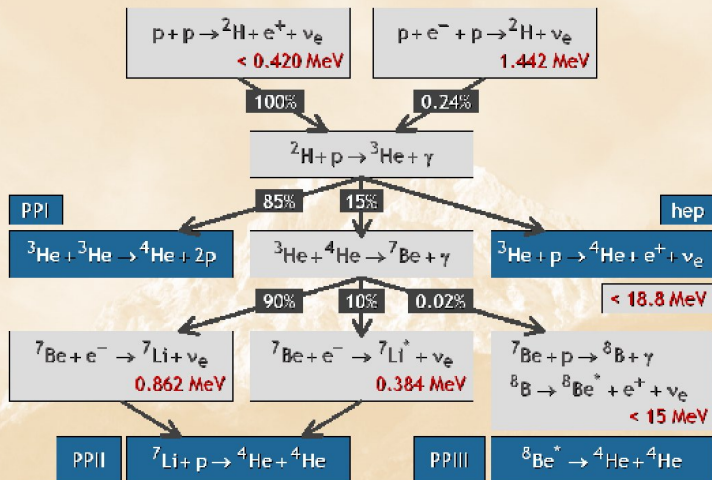 p + p → ²H + e⁺ + νₑ
< 0.420 MeV
p + e⁻ + p → ²H + νₑ
1.442 MeV
100%
0.24%
²H + p → ³He + γ
PPI
85%
15%
hep
³He + ³He → ⁴He + 2p
³He + ⁴He → ⁷Be + γ
³He + p → ⁴He + e⁺ + νₑ
< 18.8 MeV
90%
10%
0.02%
⁷Be + e⁻ → ⁷Li + νₑ
0.862 MeV
⁷Be + e⁻ → ⁷Li* + νₑ
0.384 MeV
⁷Be + p → ⁸B + γ
⁸B → ⁸Be* + e⁺ + νₑ
< 15 MeV
PPII
⁷Li + p → ⁴He + ⁴He
PPIII
⁸Be* → ⁴He + ⁴He